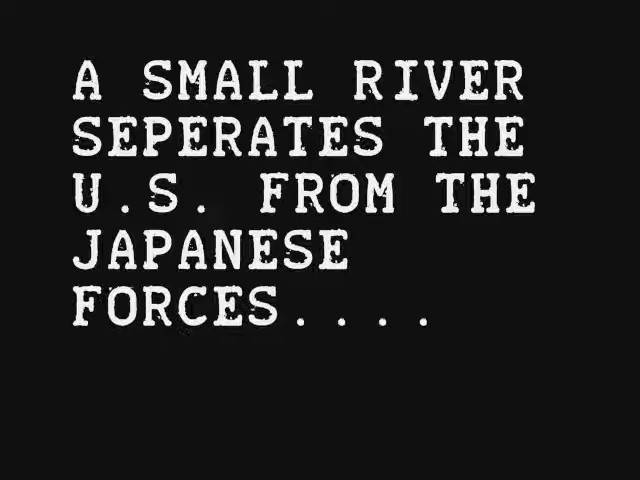 A SMALL RIVER
SEPERATES THE
U.S. FROM THE
JAPANESE
FORCES....